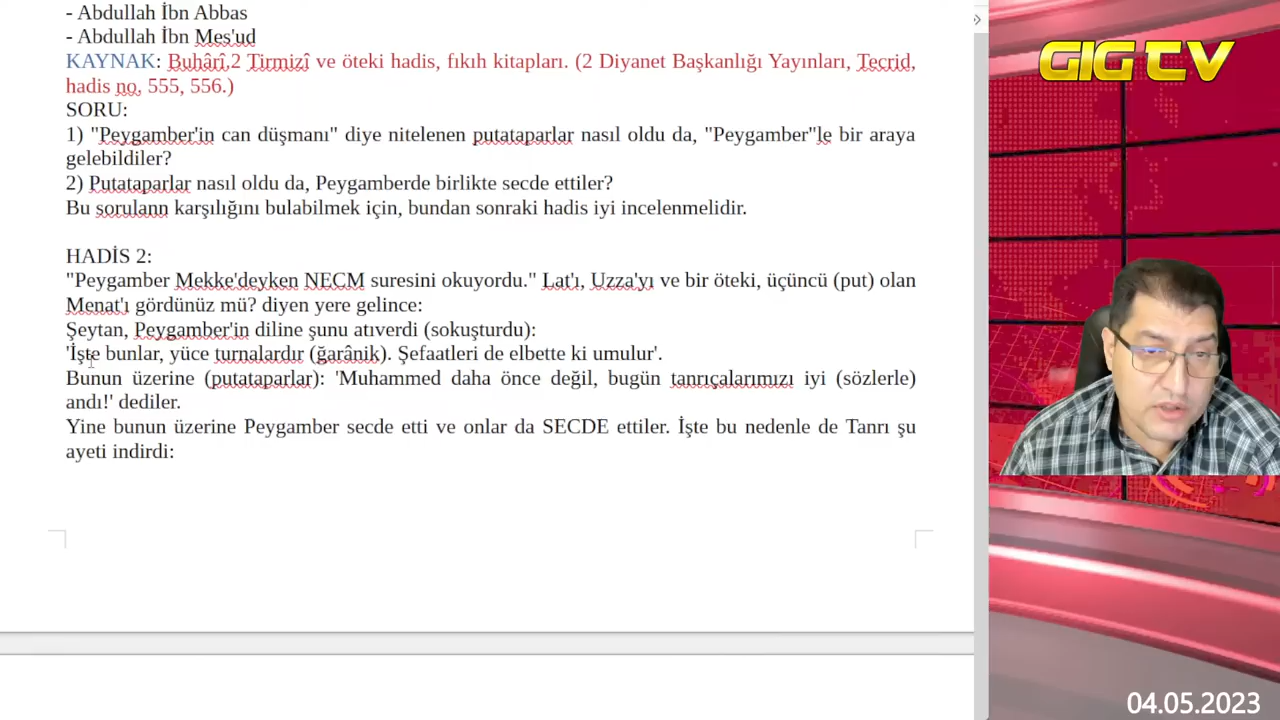 - Abdullah İbn Abbas
- Abdullah İbn Mes'ud
KAYNAK: Buhârî,2 Tirmizî ve öteki hadis, fıkıh kitapları. (2 Diyanet Başkanlığı Yayınları, Tecrid,
hadis no, 555, 556.)
SORU:
1) "Peygamber'in can düşmanı" diye nitelenen putataparlar nasıl oldu da, "Peygamber"le bir araya
gelebildiler?
2) Putataparlar nasıl oldu da, Peygamberde birlikte secde ettiler?
Bu sorulann karşılığını bulabilmek için, bundan sonraki hadis iyi incelenmelidir.
HADİS 2:
"Peygamber Mekke'deyken NECM suresini okuyordu." Lat'ı, Uzza'yı ve bir öteki, üçüncü (put) olan
Menat'ı gördünüz mü? diyen yere gelince:
Şeytan, Peygamber'in diline şunu atıverdi (sokuşturdu):
'İşte bunlar, yüce turnalardır (ğarânik). Şefaatleri de elbette ki umulur'.
Bunun üzerine (putataparlar): 'Muhammed daha önce değil, bugün tanrıçalarımızı iyi (sözlerle)
andı!' dediler.
Yine bunun üzerine Peygamber secde etti ve onlar da SECDE ettiler. İşte bu nedenle de Tanrı şu
ayeti indirdi:
GIG TV
04.05.2023